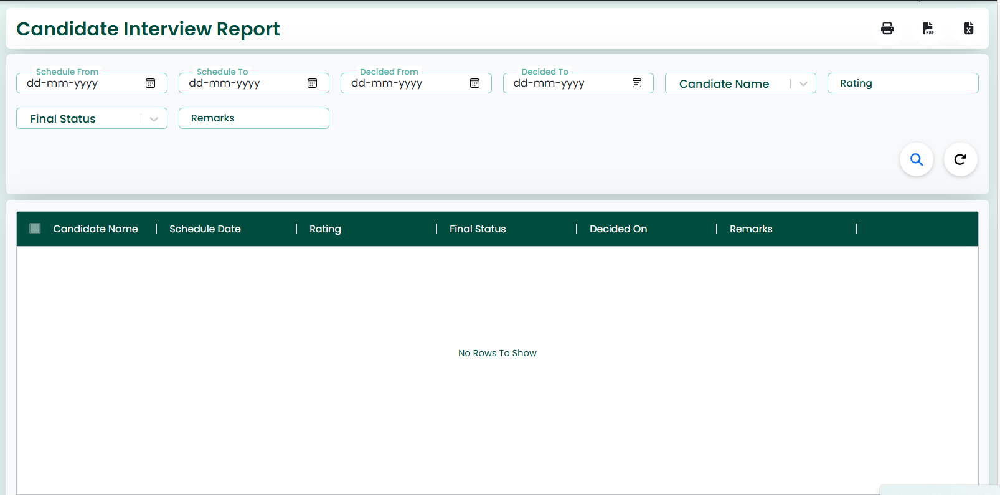 Candidate Interview Report
PDF
X
Schedule From
Schedule To
Decided From
Decided To
dd-mm-yyyy
dd-mm-yyyy
dd-mm-yyyy
dd-mm-yyyy
Candiate Name
Rating
Final Status
Remarks
Candidate Name
Schedule Date
Rating
Final Status
Decided On
Remarks
No Rows To Show